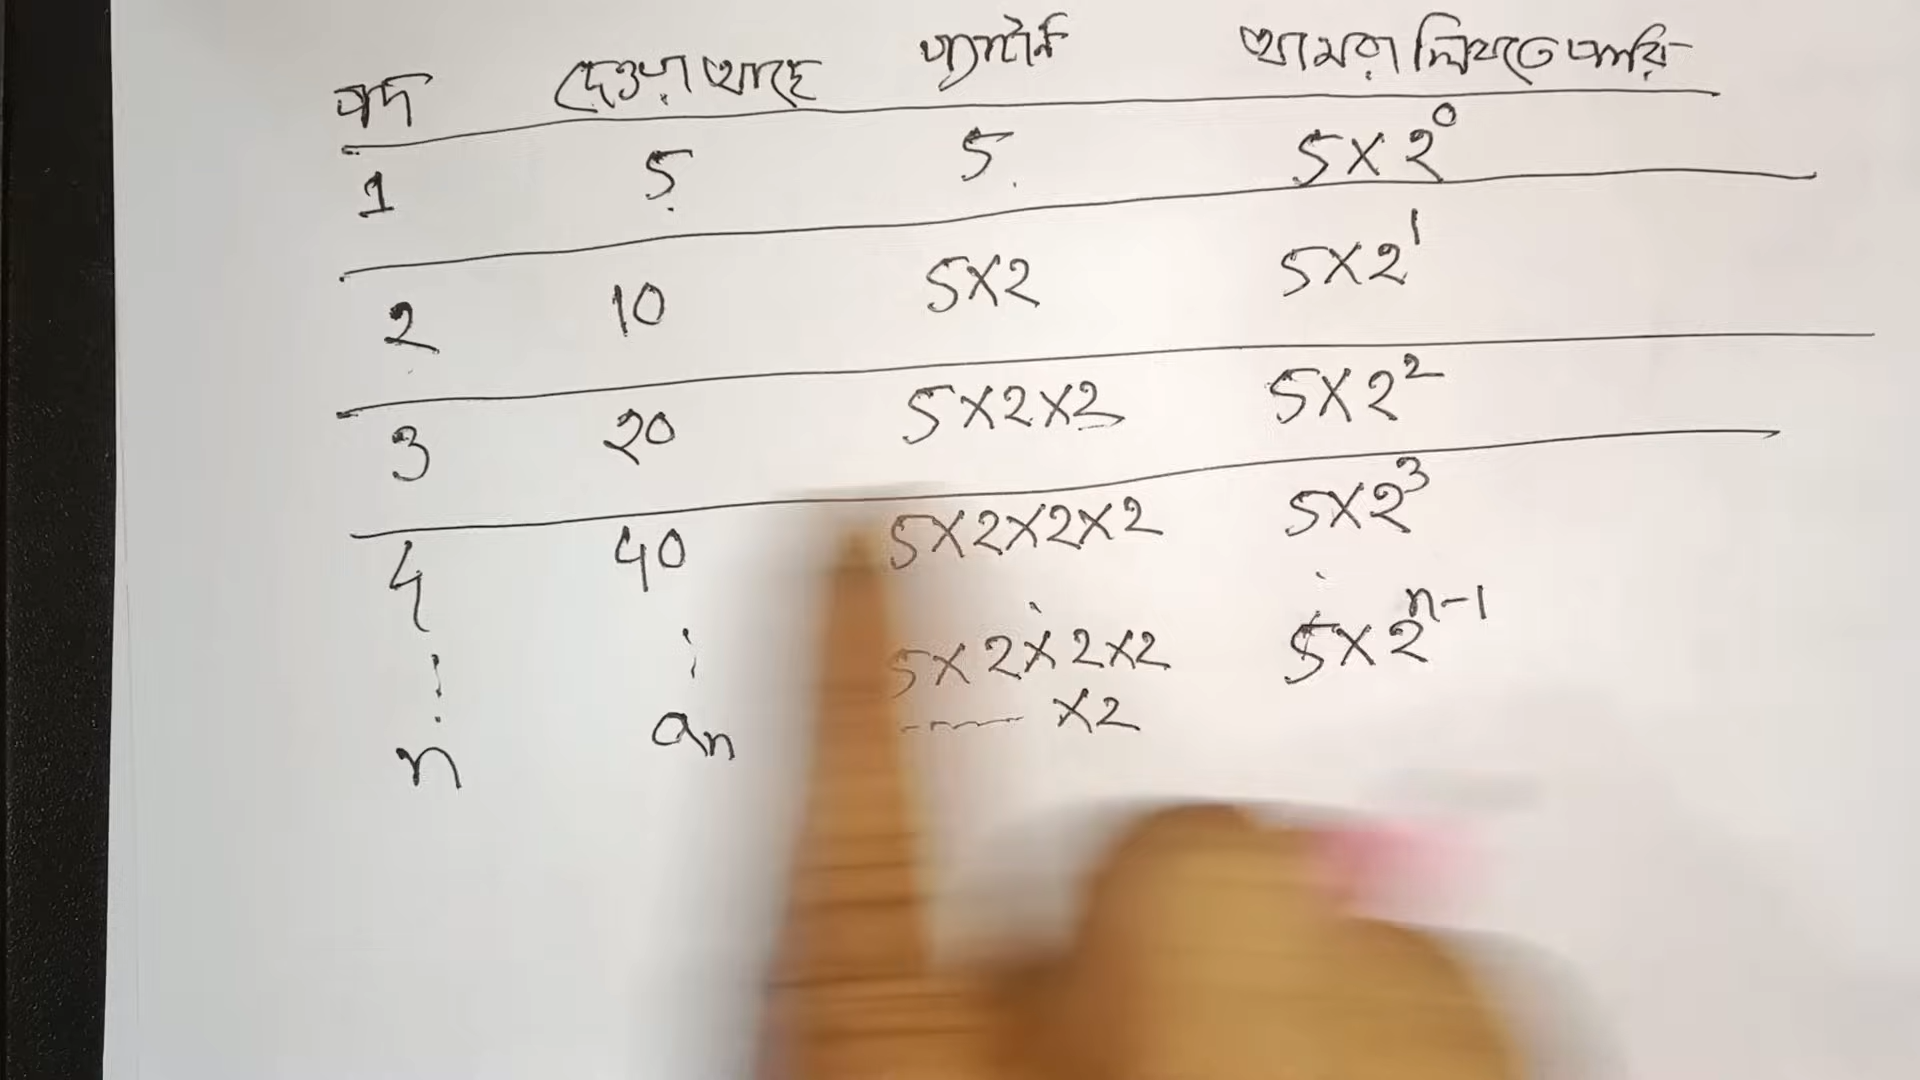 পদ দেওয়া আছে প্যাটার্ন আমরা লিখতে পারি
1 5 5 5×2⁰
2 10 5×2 5×2¹
3 20 5×2×2 5×2²
4 40 5×2×2×2 5×2³
⋮ ⋮ 5×2×2×2 5×2ⁿ⁻¹
n aₙ ------ ×2